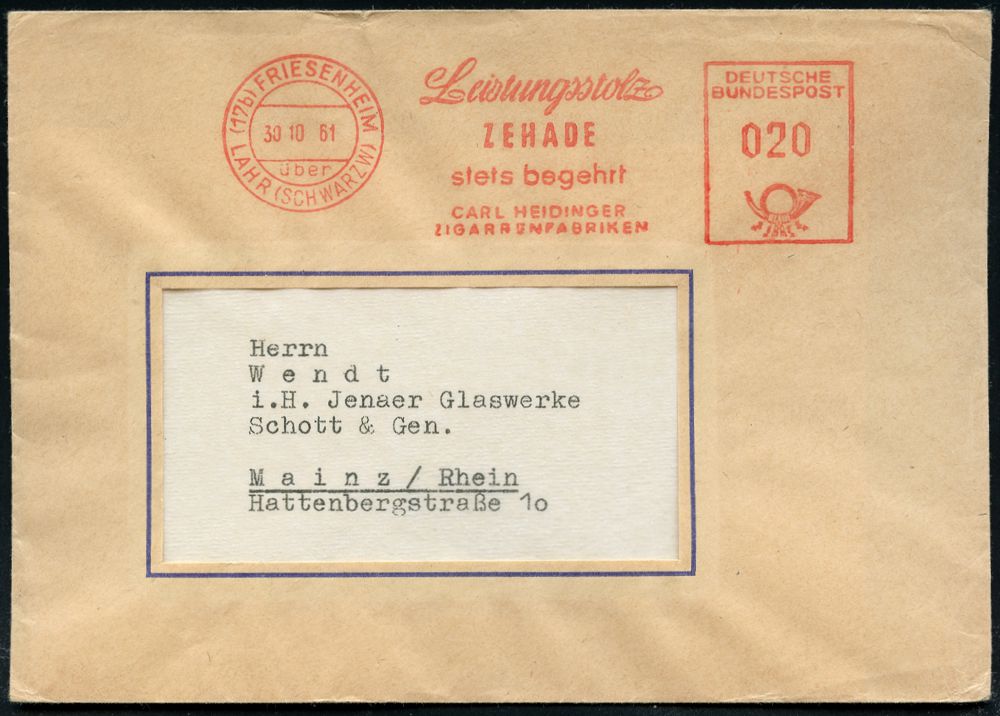 (17b) FRIESENHEIM
30 10 61
über
LAHR (SCHWARZW)
Leistungsstolz
ZEHADE
stets begehrt
CARL HEIDINGER
ZIGARRENFABRIKEN
DEUTSCHE
BUNDESPOST
020
Herrn
W e n d t
i.H. Jenaer Glaswerke
Schott & Gen.
M a i n z / Rhein
Hattenbergstraße 1o